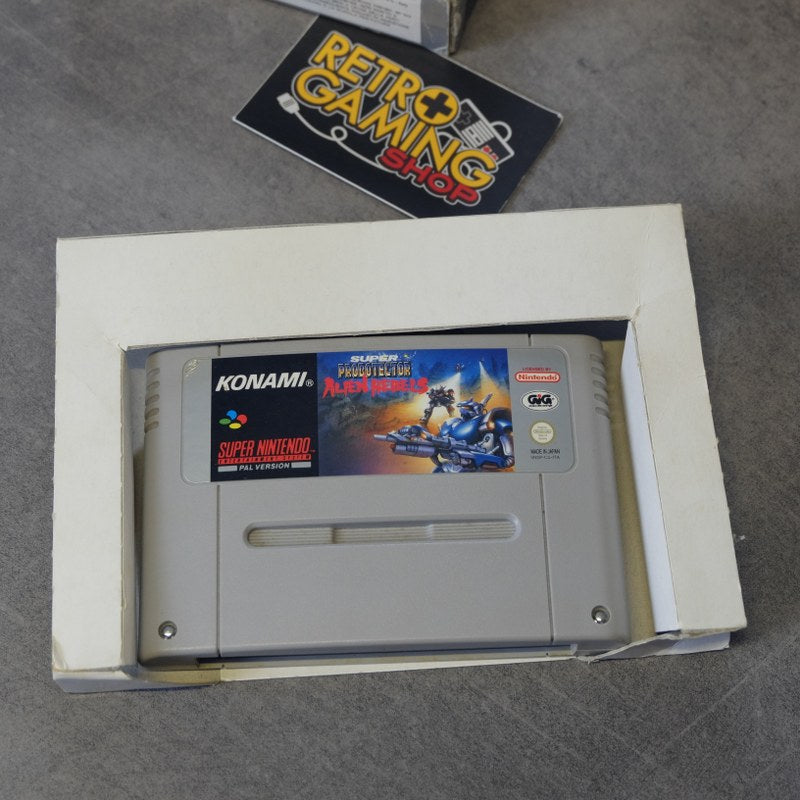 RETRO
GAMING
SHOP
KONAMI®
SUPER
PROBOTECTOR
ALIEN REBELS
LICENSED BY
Nintendo
GiG
SUPER NINTENDO
ENTERTAINMENT SYSTEM
PAL VERSION
MADE IN JAPAN